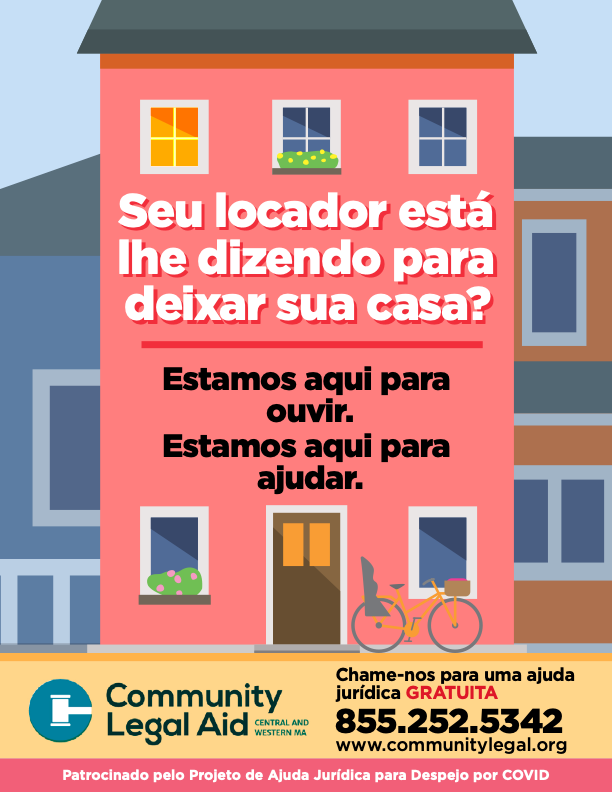 Seu locador está
lhe dizendo para
deixar sua casa?
Estamos aqui para
ouvir.
Estamos aqui para
ajudar.
Community
Legal Aid
CENTRAL AND
WESTERN MA
Chame-nos para uma ajuda
jurídica GRATUITA
855.252.5342
www.communitylegal.org
Patrocinado pelo Projeto de Ajuda Jurídica para Despejo por COVID